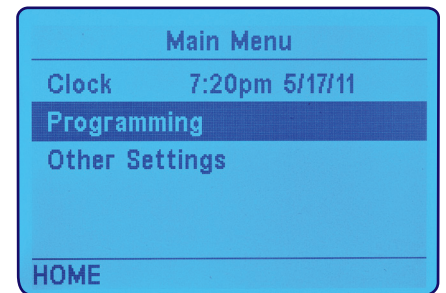 Main Menu
Clock 7:20pm 5/17/11
Programming
Other Settings
HOME